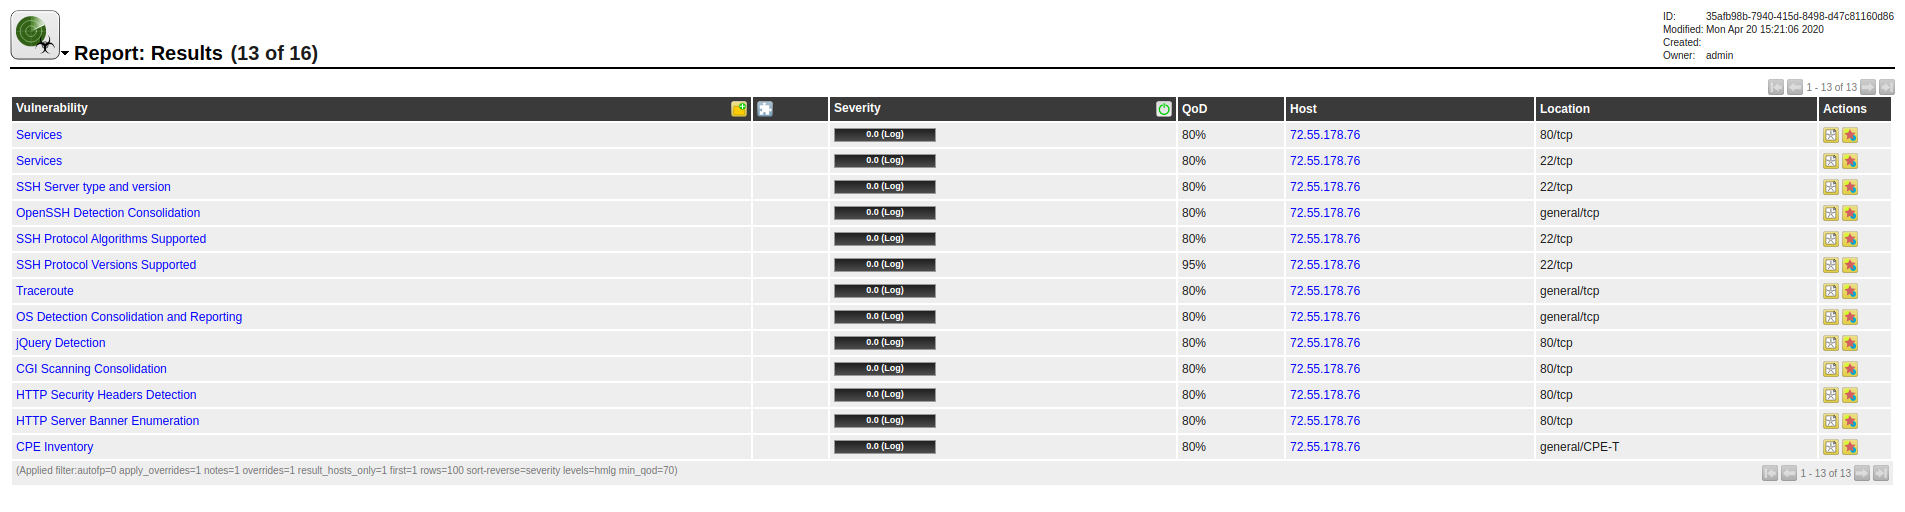 Report: Results (13 of 16)
ID: 35afb98b-7940-415d-8498-d47c81160d86
Modified: Mon Apr 20 15:21:06 2020
Created:
Owner: admin
1 - 13 of 13
Vulnerability Severity QoD Host Location Actions
Services 0.0 (Log) 80% 72.55.178.76 80/tcp
Services 0.0 (Log) 80% 72.55.178.76 22/tcp
SSH Server type and version 0.0 (Log) 80% 72.55.178.76 22/tcp
OpenSSH Detection Consolidation 0.0 (Log) 80% 72.55.178.76 general/tcp
SSH Protocol Algorithms Supported 0.0 (Log) 80% 72.55.178.76 22/tcp
SSH Protocol Versions Supported 0.0 (Log) 95% 72.55.178.76 22/tcp
Traceroute 0.0 (Log) 80% 72.55.178.76 general/tcp
OS Detection Consolidation and Reporting 0.0 (Log) 80% 72.55.178.76 general/tcp
jQuery Detection 0.0 (Log) 80% 72.55.178.76 80/tcp
CGI Scanning Consolidation 0.0 (Log) 80% 72.55.178.76 80/tcp
HTTP Security Headers Detection 0.0 (Log) 80% 72.55.178.76 80/tcp
HTTP Server Banner Enumeration 0.0 (Log) 80% 72.55.178.76 80/tcp
CPE Inventory 0.0 (Log) 80% 72.55.178.76 general/CPE-T
(Applied filter:autofp=0 apply_overrides=1 notes=1 overrides=1 result_hosts_only=1 first=1 rows=100 sort-reverse=severity levels=hmlg min_qod=70) 1 - 13 of 13